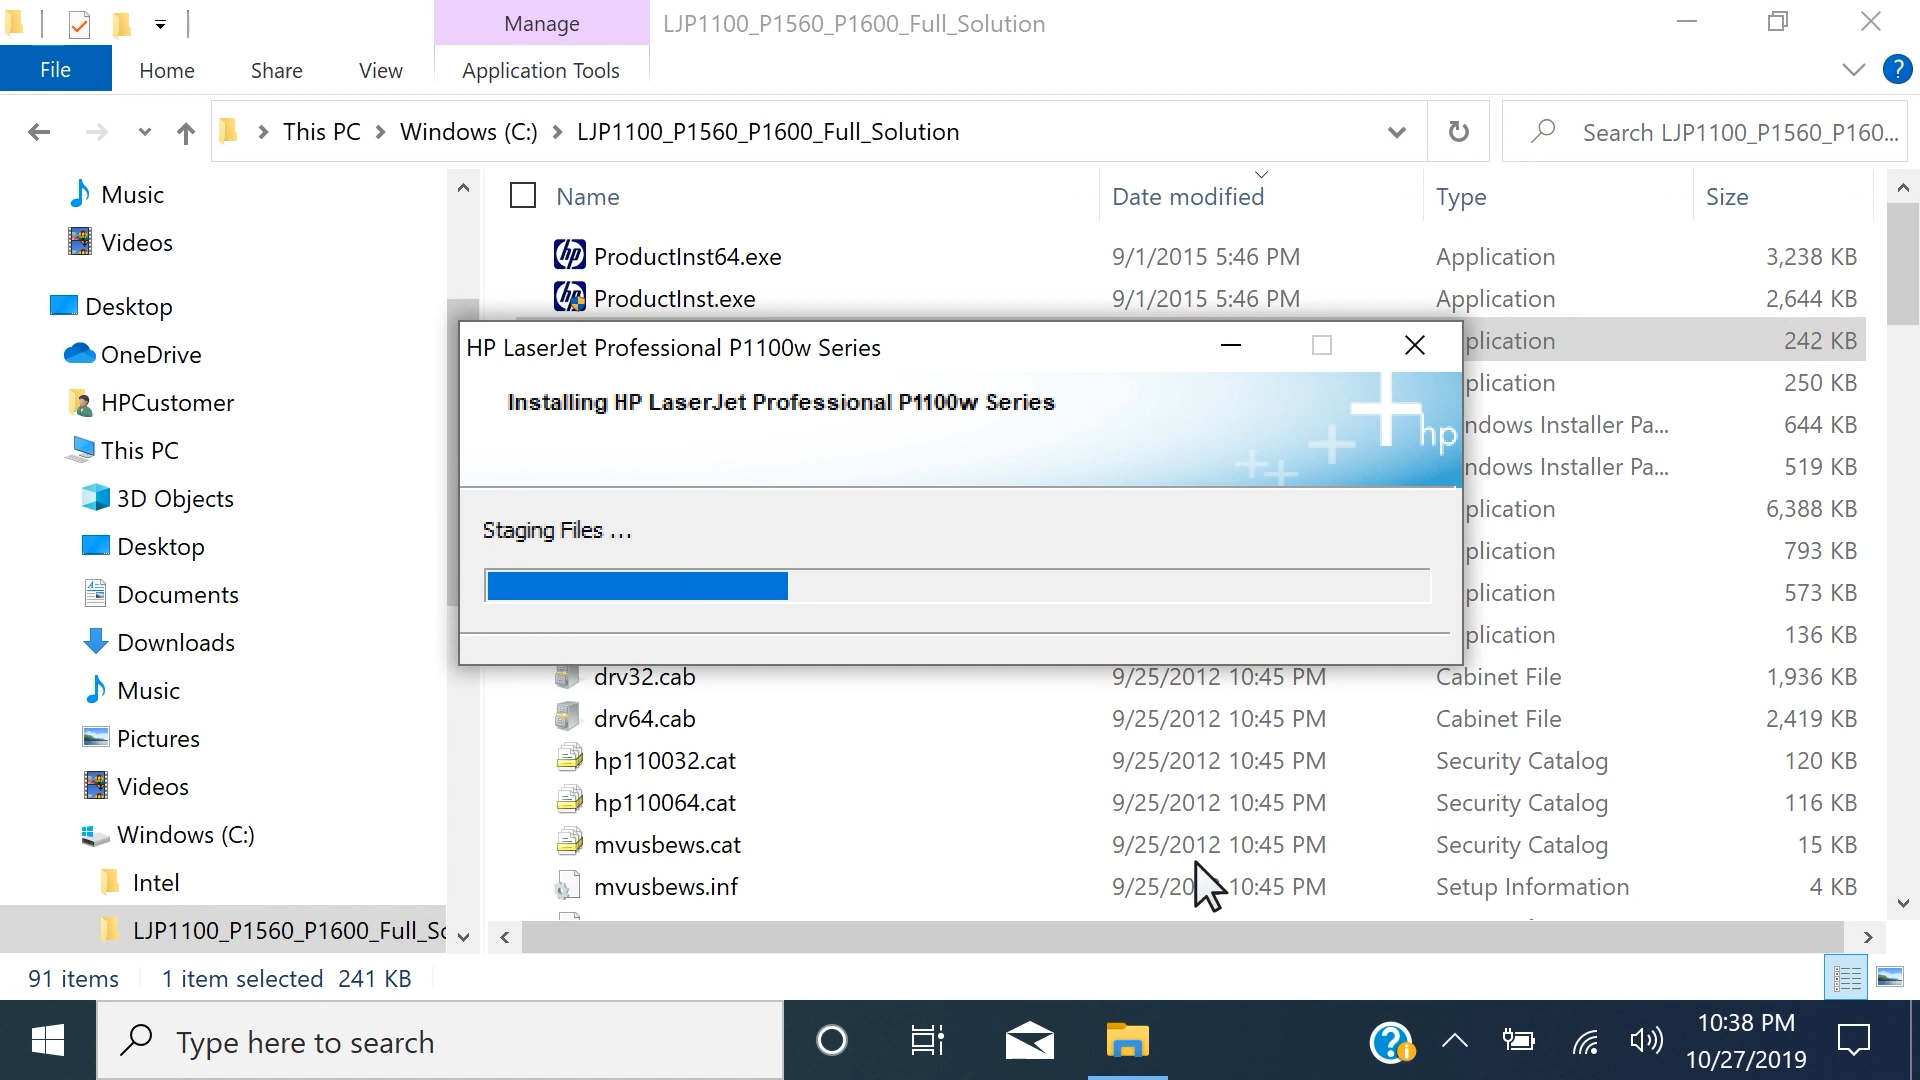 Manage
LJP1100_P1560_P1600_Full_Solution
File
Home
Share
View
Application Tools
?
This PC
Windows (C:)
LJP1100_P1560_P1600_Full_Solution
Search LJP1100_P1560_P160...
Music
Videos
Desktop
OneDrive
HPCustomer
This PC
3D Objects
Desktop
Documents
Downloads
Music
Pictures
Videos
Windows (C:)
Intel
LJP1100_P1560_P1600_Full_So
Name Date modified Type Size
ProductInst64.exe 9/1/2015 5:46 PM Application 3,238 KB
ProductInst.exe 9/1/2015 5:46 PM Application 2,644 KB
plication 242 KB
plication 250 KB
ndows Installer Pa... 644 KB
ndows Installer Pa... 519 KB
plication 6,388 KB
plication 793 KB
plication 573 KB
plication 136 KB
HP LaserJet Professional P1100w Series
Installing HP LaserJet Professional P1100w Series
hp
Staging Files ...
drv32.cab 9/25/2012 10:45 PM Cabinet File 1,936 KB
drv64.cab 9/25/2012 10:45 PM Cabinet File 2,419 KB
hp110032.cat 9/25/2012 10:45 PM Security Catalog 120 KB
hp110064.cat 9/25/2012 10:45 PM Security Catalog 116 KB
mvusbews.cat 9/25/2012 10:45 PM Security Catalog 15 KB
mvusbews.inf 9/25/20 10:45 PM Setup Information 4 KB
91 items 1 item selected 241 KB
Type here to search
10:38 PM
10/27/2019